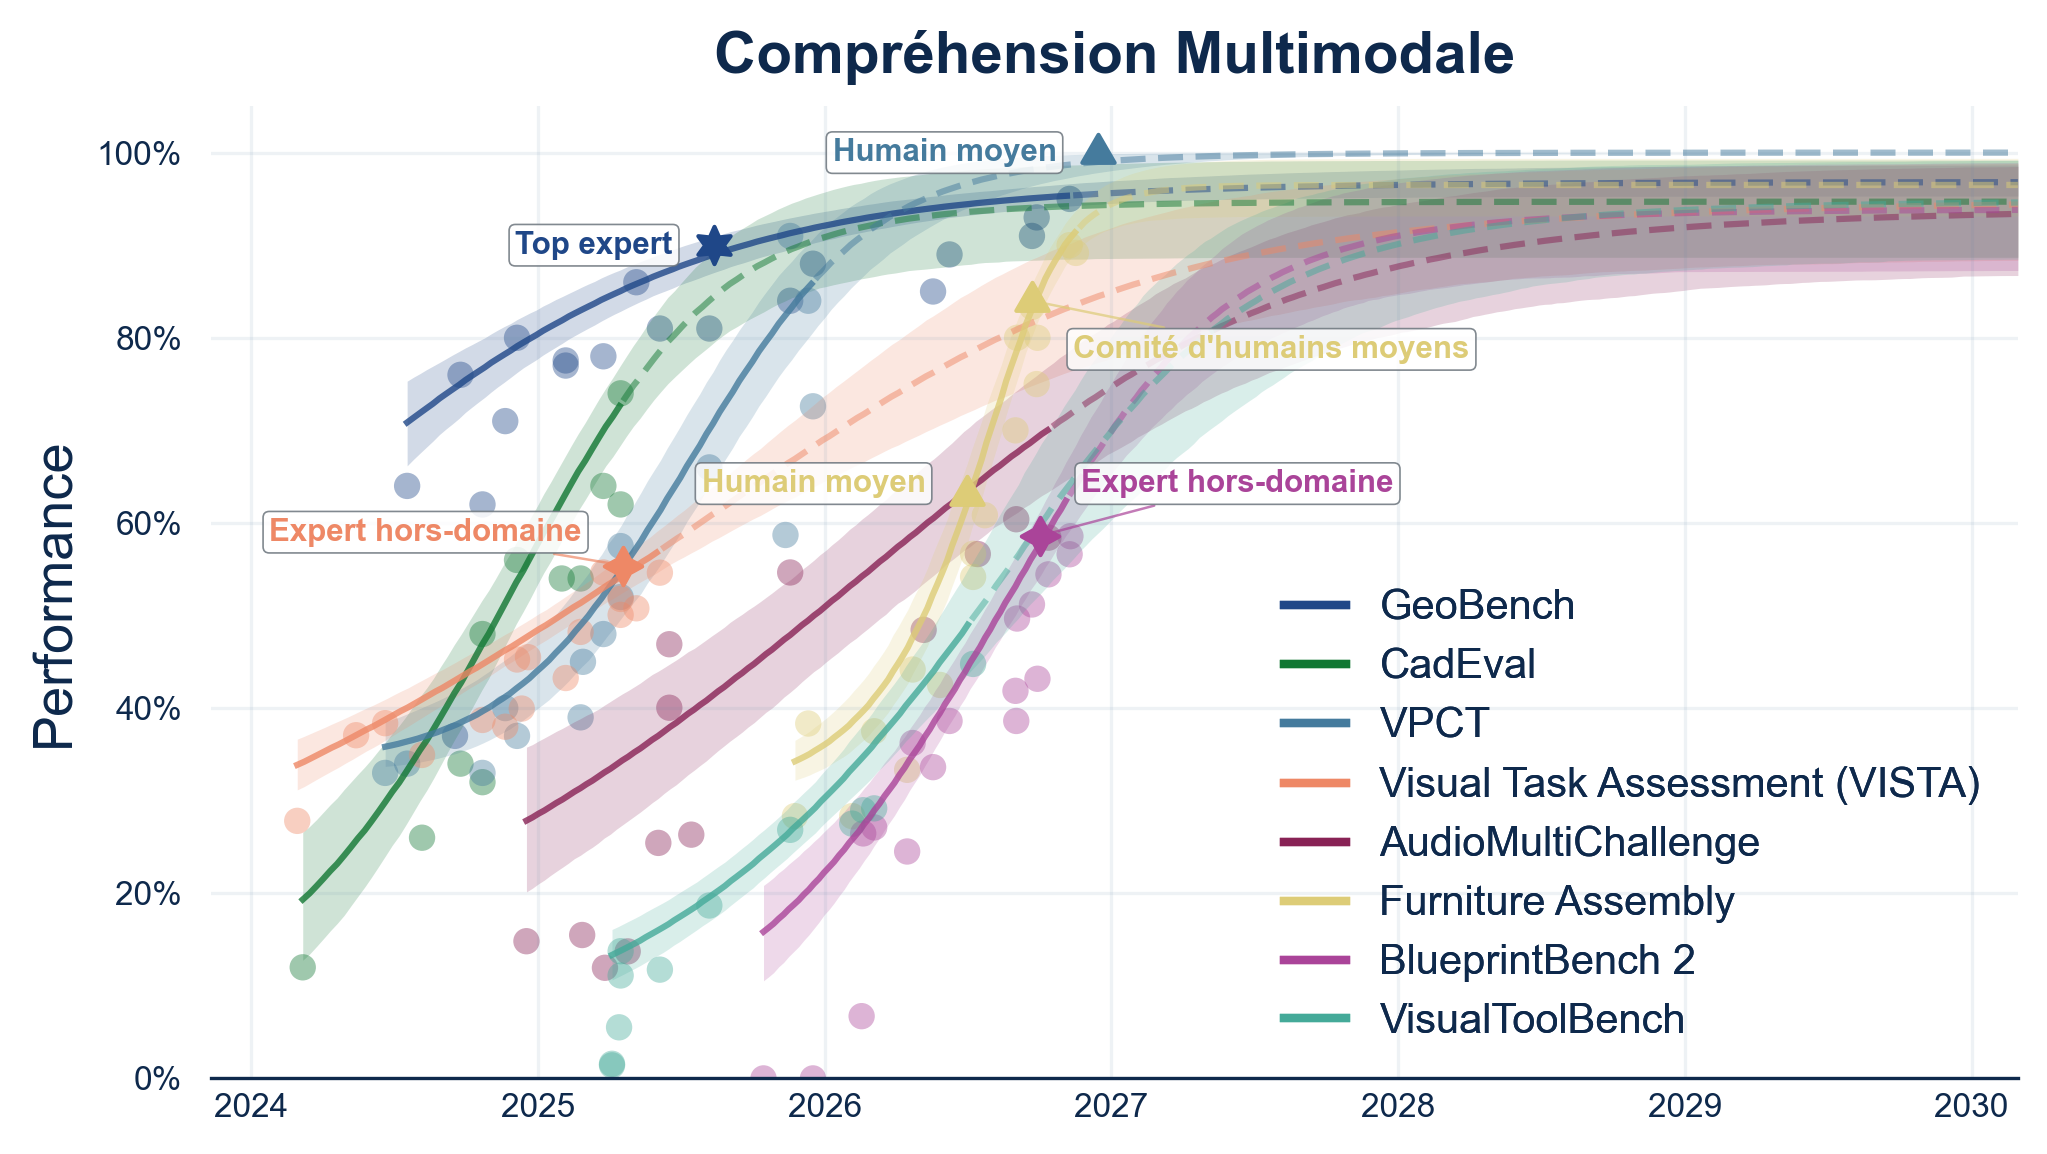 Compréhension Multimodale
Performance
100%
80%
60%
40%
20%
0%
Humain moyen
Top expert
Comité d'humains moyens
Humain moyen
Expert hors-domaine
Expert hors-domaine
GeoBench
CadEval
VPCT
Visual Task Assessment (VISTA)
AudioMultiChallenge
Furniture Assembly
BlueprintBench 2
VisualToolBench
2024 2025 2026 2027 2028 2029 2030